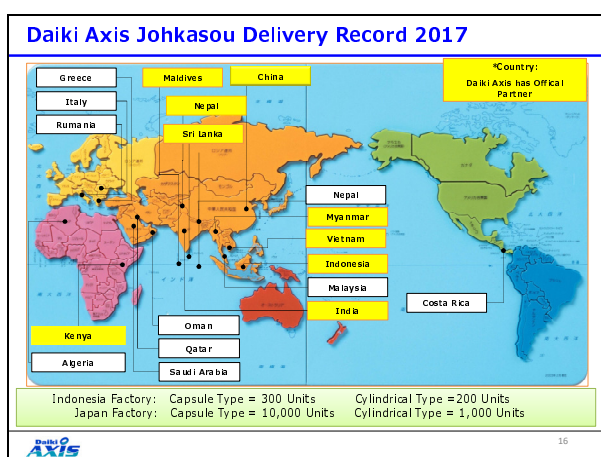 Daiki Axis Johkasou Delivery Record 2017
*Country:
Daiki Axis has Offical
Partner
Greece
Maldives
China
Italy
Nepal
Rumania
Sri Lanka
Nepal
Myanmar
Vietnam
Indonesia
Malaysia
India
Costa Rica
Oman
Kenya
Qatar
Algeria
Saudi Arabia
Indonesia Factory: Capsule Type = 300 Units Cylindrical Type =200 Units
Japan Factory: Capsule Type = 10,000 Units Cylindrical Type = 1,000 Units
Daiki
AXIS
16